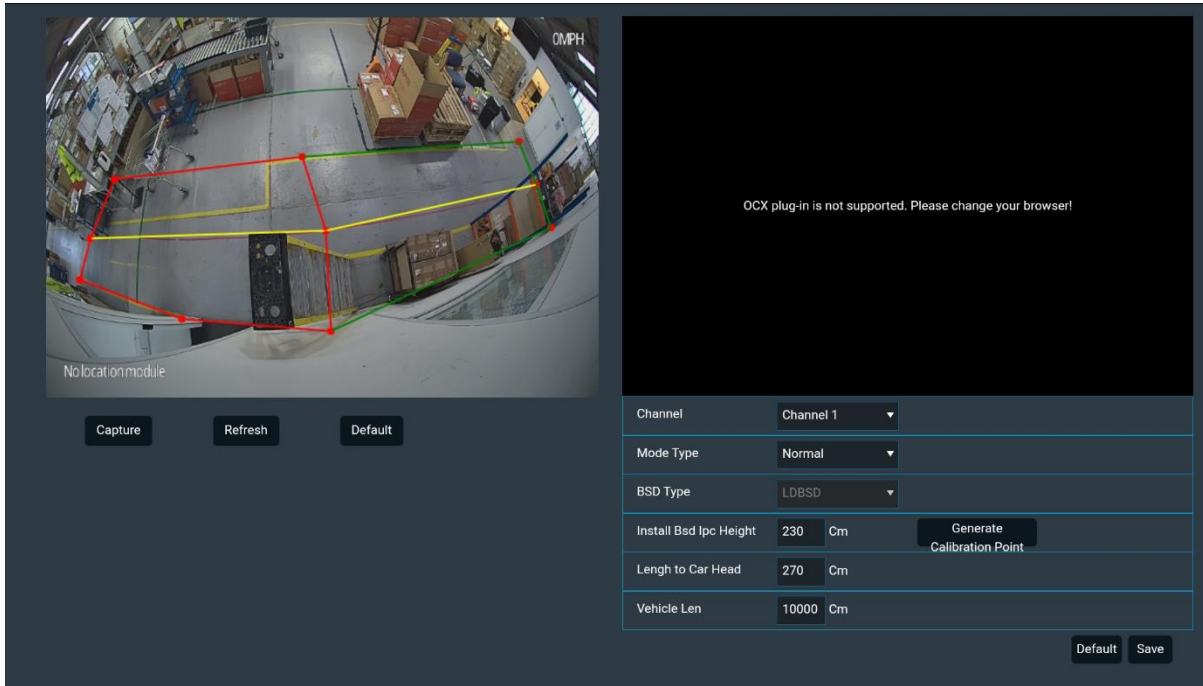 0MPH
No location module
Capture
Refresh
Default
OCX plug-in is not supported. Please change your browser!
Channel
Channel 1
Mode Type
Normal
BSD Type
LDBSD
Install Bsd Ipc Height
230
Cm
Generate
Calibration Point
Lengh to Car Head
270
Cm
Vehicle Len
10000
Cm
Default
Save